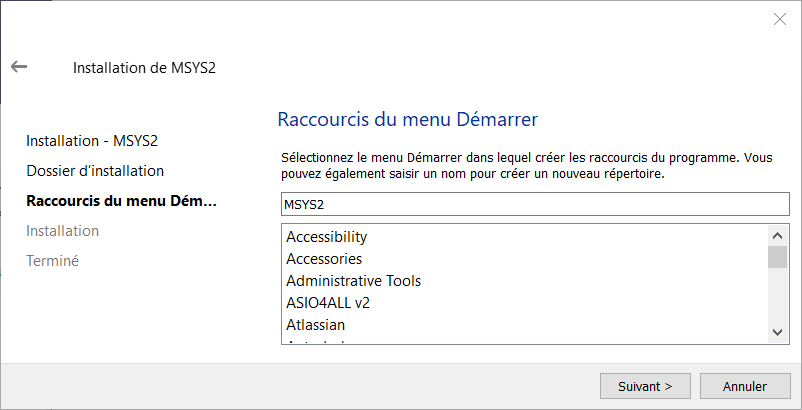 Installation de MSYS2
Installation - MSYS2
Dossier d’installation
Raccourcis du menu Dém...
Installation
Terminé
Raccourcis du menu Démarrer
Sélectionnez le menu Démarrer dans lequel créer les raccourcis du programme. Vous
pouvez également saisir un nom pour créer un nouveau répertoire.
MSYS2
Accessibility
Accessories
Administrative Tools
ASIO4ALL v2
Atlassian
Suivant >
Annuler